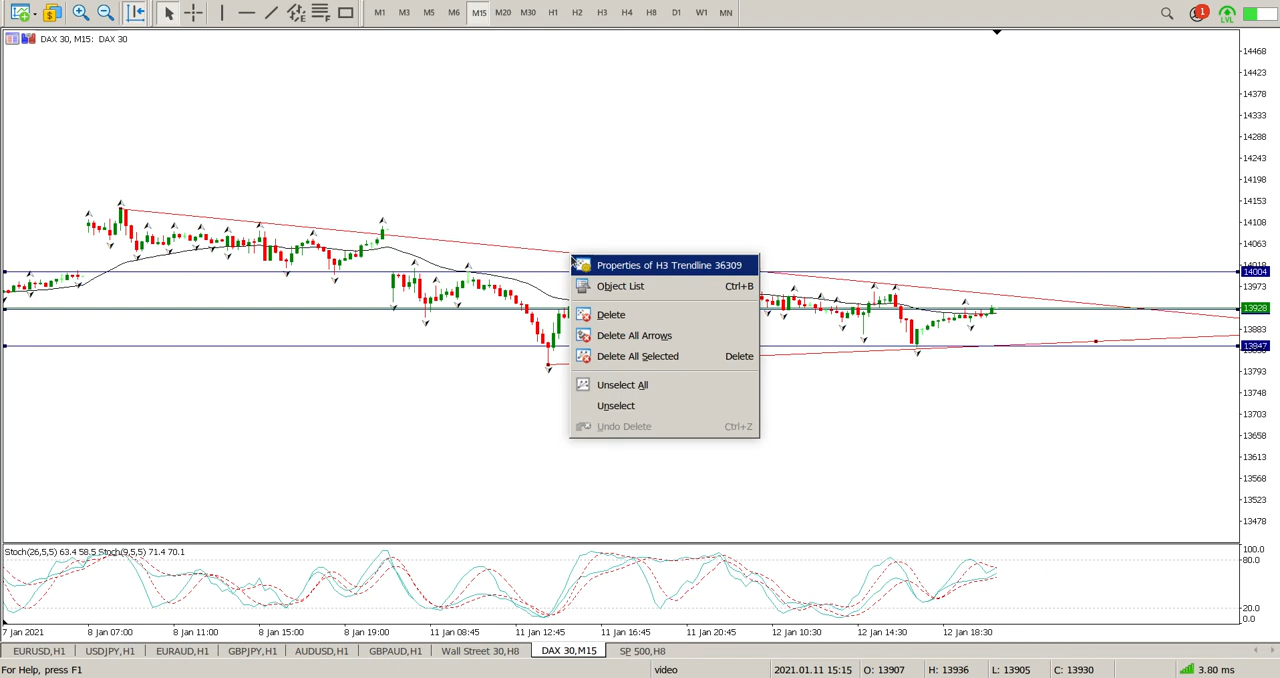 M1 M3 M5 M6 M15 M20 M30 H1 H2 H3 H4 H8 D1 W1 MN
1
LVL
DAX 30, M15: DAX 30
14468
14423
14378
14333
14288
14243
14198
14153
14108
14063
14018
14004
13973
13928
13883
13847
13793
13748
13703
13658
13613
13568
13523
13478
Properties of H3 Trendline 36309
Object List Ctrl+B
Delete
Delete All Arrows
Delete All Selected Delete
Unselect All
Unselect
Undo Delete Ctrl+Z
Stoch(26,5,5) 63.4 58.5 Stoch(9,5,5) 71.4 70.1
100.0
80.0
20.0
0.0
7 Jan 2021 8 Jan 07:00 8 Jan 11:00 8 Jan 15:00 8 Jan 19:00 11 Jan 08:45 11 Jan 12:45 11 Jan 16:45 11 Jan 20:45 12 Jan 10:30 12 Jan 14:30 12 Jan 18:30
EURUSD,H1 USDJPY,H1 EURAUD,H1 GBPJPY,H1 AUDUSD,H1 GBPAUD,H1 Wall Street 30,H8 DAX 30,M15 SP 500,H8
For Help, press F1 video 2021.01.11 15:15 O: 13907 H: 13936 L: 13905 C: 13930 3.80 ms